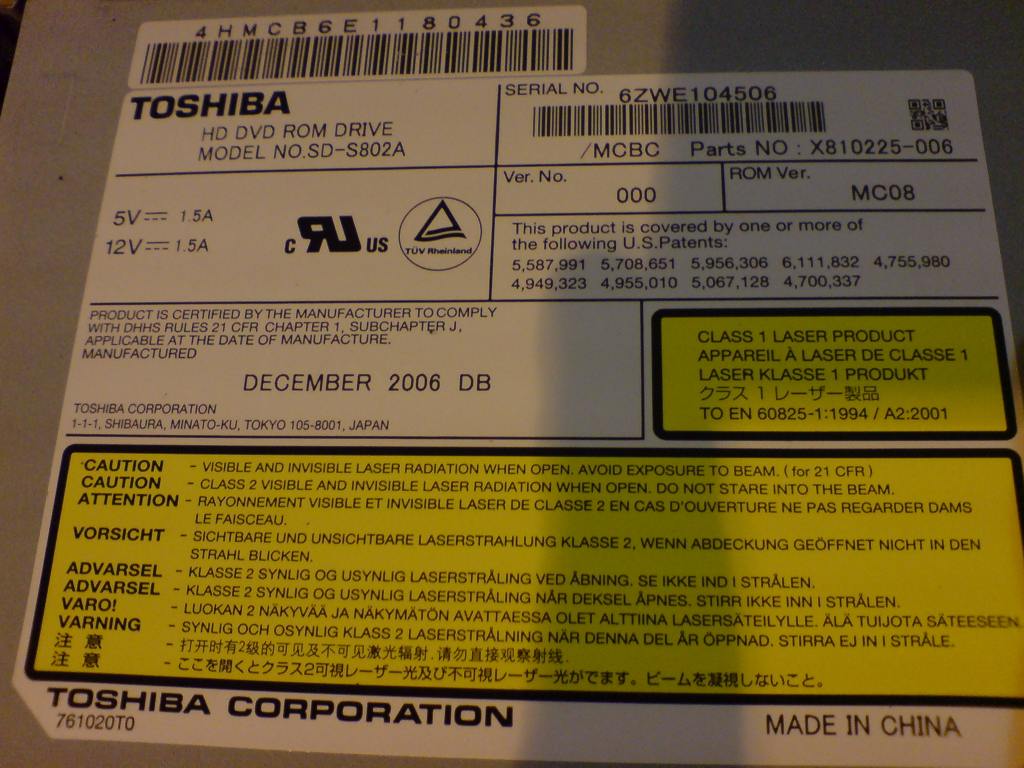 4HMCB6E1180436
TOSHIBA
HD DVD ROM DRIVE
MODEL NO.SD-S802A
SERIAL NO. 6ZWE104506
/MCBC Parts NO : X810225-006
Ver. No.
000
ROM Ver.
MC08
5V 1.5A
12V 1.5A
C RU US
TÜV Rheinland
This product is covered by one or more of
the following U.S.Patents:
5,587,991 5,708,651 5,956,306 6,111,832 4,755,980
4,949,323 4,955,010 5,067,128 4,700,337
PRODUCT IS CERTIFIED BY THE MANUFACTURER TO COMPLY
WITH DHHS RULES 21 CFR CHAPTER 1, SUBCHAPTER J,
APPLICABLE AT THE DATE OF MANUFACTURE.
MANUFACTURED
DECEMBER 2006 DB
TOSHIBA CORPORATION
1-1-1, SHIBAURA, MINATO-KU, TOKYO 105-8001, JAPAN
CLASS 1 LASER PRODUCT
APPAREIL À LASER DE CLASSE 1
LASER KLASSE 1 PRODUKT
クラス 1 レーザー製品
TO EN 60825-1:1994 / A2:2001
CAUTION - VISIBLE AND INVISIBLE LASER RADIATION WHEN OPEN. AVOID EXPOSURE TO BEAM. ( for 21 CFR )
CAUTION - CLASS 2 VISIBLE AND INVISIBLE LASER RADIATION WHEN OPEN. DO NOT STARE INTO THE BEAM.
ATTENTION - RAYONNEMENT VISIBLE ET INVISIBLE LASER DE CLASSE 2 EN CAS D'OUVERTURE NE PAS REGARDER DAMS
LE FAISCEAU.
VORSICHT - SICHTBARE UND UNSICHTBARE LASERSTRAHLUNG KLASSE 2, WENN ABDECKUNG GEÖFFNET NICHT IN DEN
STRAHL BLICKEN.
ADVARSEL - KLASSE 2 SYNLIG OG USYNLIG LASERSTRÅLING VED ÅBNING. SE IKKE IND I STRÅLEN.
ADVARSEL - KLASSE 2 SYNLIG OG USYNLIG LASERSTRÅLING NÅR DEKSEL ÅPNES. STIRR IKKE INN I STRÅLEN.
VARO! - LUOKAN 2 NÄKYVÄÄ JA NÄKYMÄTÖN AVATTAESSA OLET ALTTIINA LASERSÄTEILYLLE. ÄLÄ TUIJOTA SÄTEESEEN.
VARNING - SYNLIG OCH OSYNLIG KLASS 2 LASERSTRÅLNING NÄR DENNA DEL ÄR ÖPPNAD. STIRRA EJ IN I STRÅLE.
注 意 - 打开时有2级的可见及不可见激光辐射.请勿直接观察射线.
注 意 - ここを開くとクラス2可視レーザー光及び不可視レーザー光がでます。ビームを凝視しないこと。
TOSHIBA CORPORATION
761020T0
MADE IN CHINA